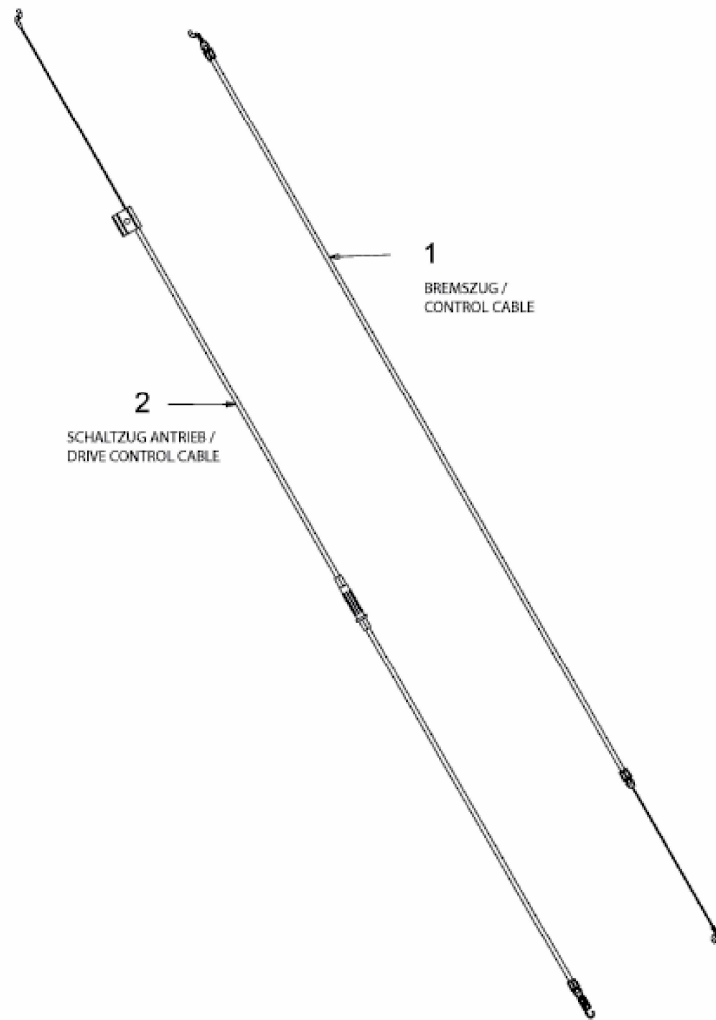 1
BREMSZUG /
CONTROL CABLE
2
SCHALTZUG ANTRIEB /
DRIVE CONTROL CABLE